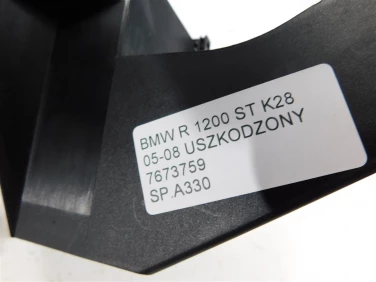 BMW R 1200 ST K28
05-08 USZKODZONY
7673759
SP.A330